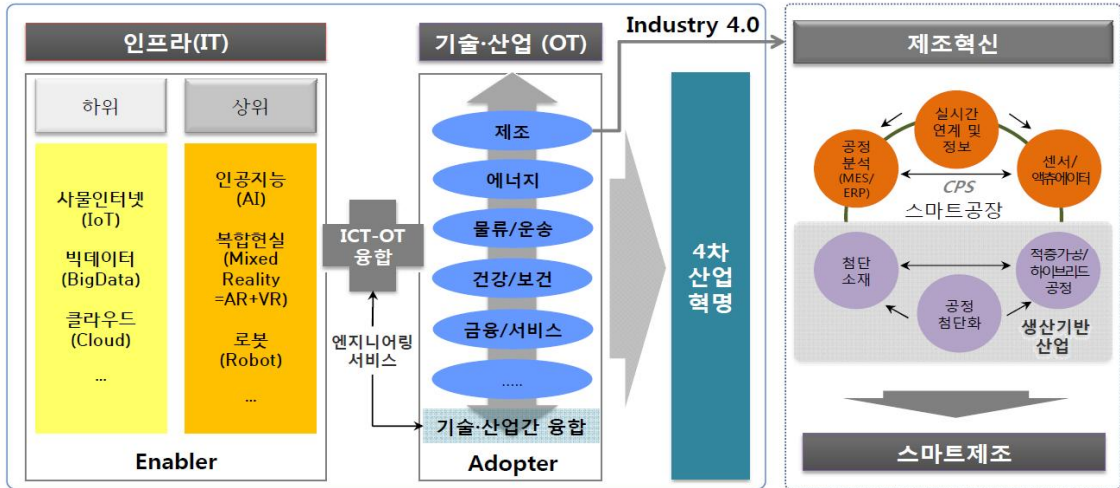 인프라(IT)
하위
사물인터넷
(IoT)
빅데이터
(BigData)
클라우드
(Cloud)
...
상위
인공지능
(AI)
복합현실
(Mixed
Reality
=AR+VR)
로봇
(Robot)
...
Enabler
ICT-OT
융합
엔지니어링
서비스
기술·산업 (OT)
제조
에너지
물류/운송
건강/보건
금융/서비스
.....
기술·산업간 융합
Adopter
Industry 4.0
4차
산업
혁명
제조혁신
실시간
연계 및
정보
공정
분석
(MES/
ERP)
센서/
액츄에이터
CPS
스마트공장
첨단
소재
적층가공/
하이브리드
공정
공정
첨단화
생산기반
산업
스마트제조